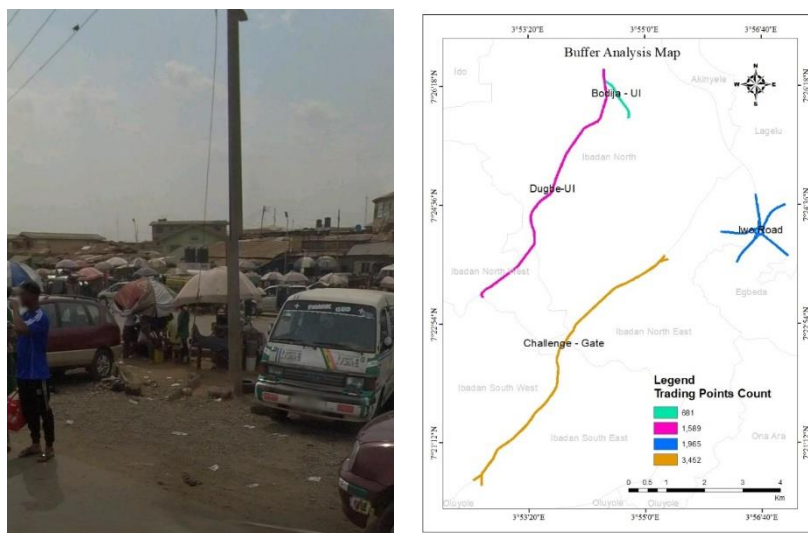 3°53'20"E
3°55'0"E
3°56'40"E
Buffer Analysis Map
N
W
E
S
Ido
Akinyele
Bodija - UI
Lagelu
Ibadan North
Dugbe-UI
Iwo Road
Ibadan North West
Egbeda
Ibadan North East
Challenge - Gate
Ibadan South West
Ibadan South East
Ona Ara
Oluyole
Oluyole
Legend
Trading Points Count
681
1,589
1,965
3,452
0 0.5 1 2 3 4
Km
3°53'20"E
3°55'0"E
3°56'40"E